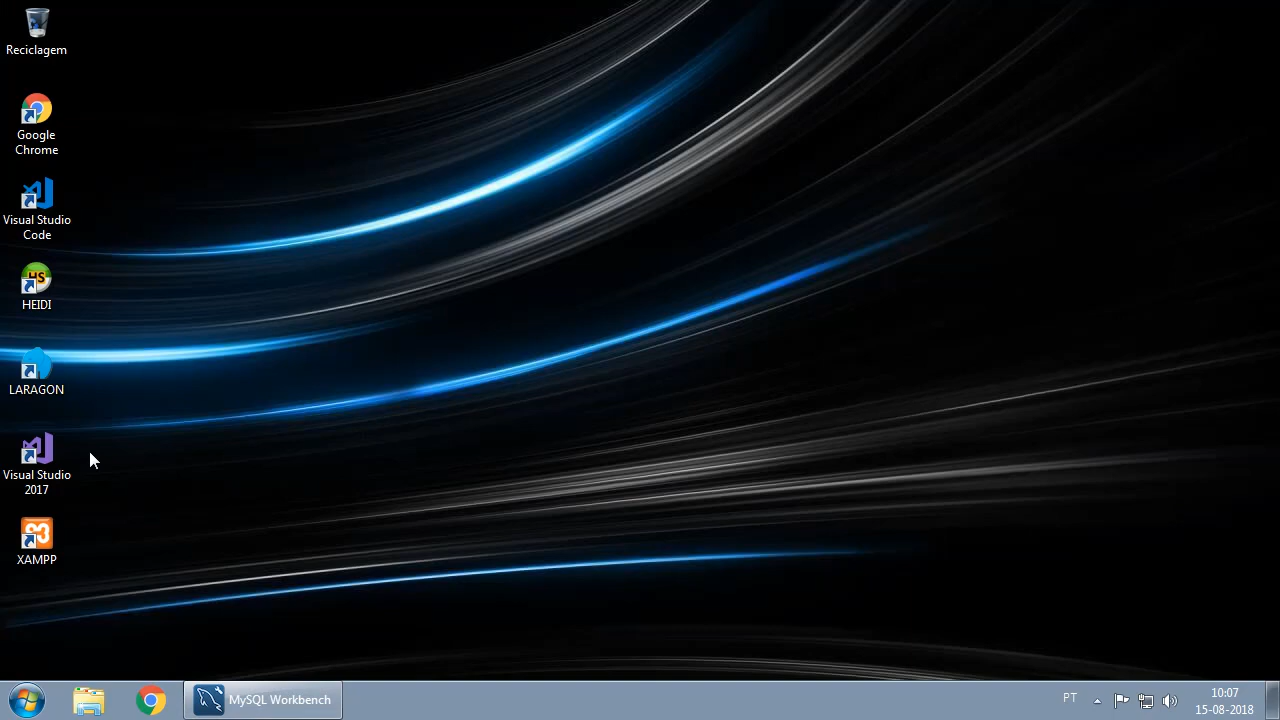 Reciclagem
Google
Chrome
Visual Studio
Code
HS
HEIDI
LARAGON
Visual Studio
2017
XAMPP
MySQL Workbench
PT
10:07
15-08-2018